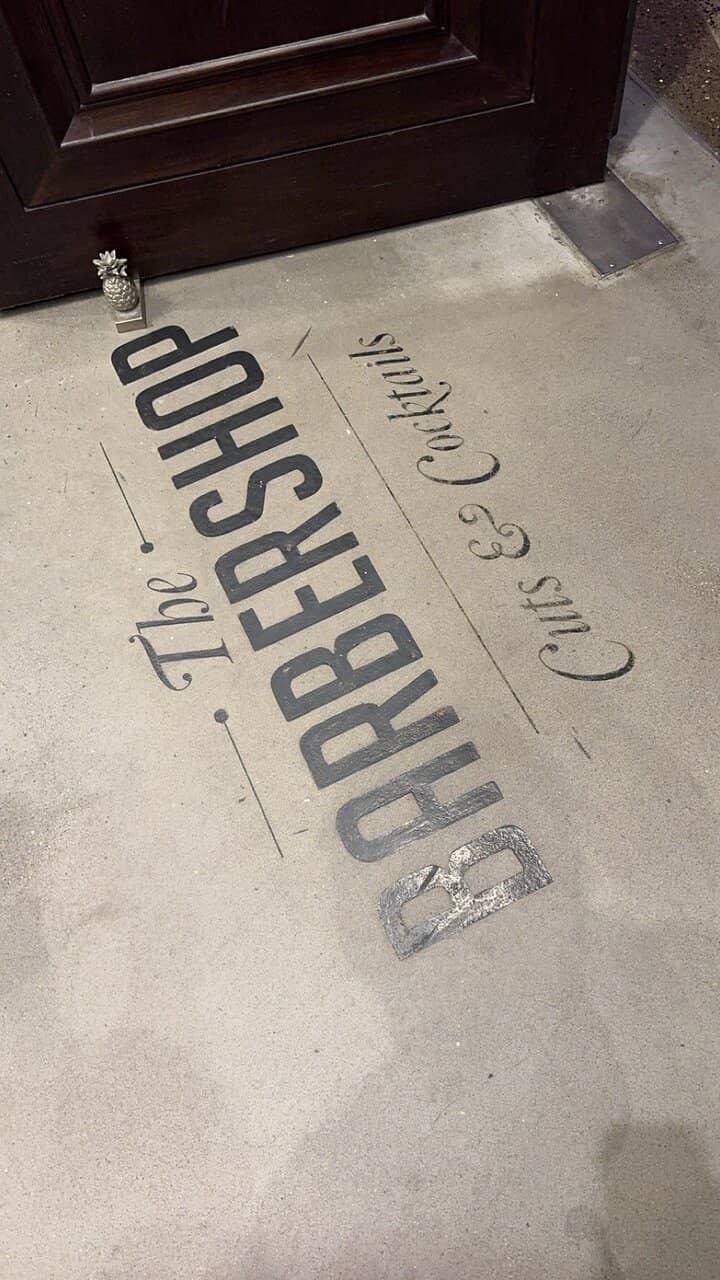 The
BARBERSHOP
Cuts & Cocktails